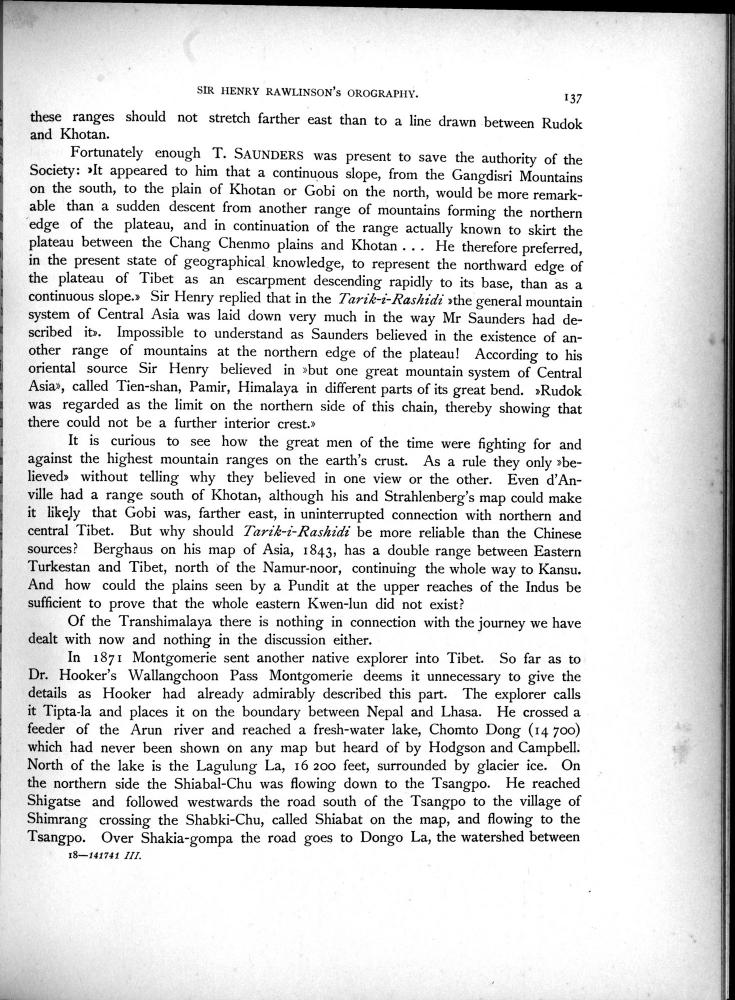 SIR HENRY RAWLINSON'S OROGRAPHY.
137
these ranges should not stretch farther east than to a line drawn between Rudok
and Khotan.
Fortunately enough T. SAUNDERS was present to save the authority of the
Society: »It appeared to him that a continuous slope, from the Gangdisri Mountains
on the south, to the plain of Khotan or Gobi on the north, would be more remark-
able than a sudden descent from another range of mountains forming the northern
edge of the plateau, and in continuation of the range actually known to skirt the
plateau between the Chang Chenmo plains and Khotan . . . He therefore preferred,
in the present state of geographical knowledge, to represent the northward edge of
the plateau of Tibet as an escarpment descending rapidly to its base, than as a
continuous slope.» Sir Henry replied that in the Tarik-i-Rashidi »the general mountain
system of Central Asia was laid down very much in the way Mr Saunders had de-
scribed it». Impossible to understand as Saunders believed in the existence of an-
other range of mountains at the northern edge of the plateau! According to his
oriental source Sir Henry believed in »but one great mountain system of Central
Asia», called Tien-shan, Pamir, Himalaya in different parts of its great bend. »Rudok
was regarded as the limit on the northern side of this chain, thereby showing that
there could not be a further interior crest.»
It is curious to see how the great men of the time were fighting for and
against the highest mountain ranges on the earth's crust. As a rule they only »be-
lieved» without telling why they believed in one view or the other. Even d'An-
ville had a range south of Khotan, although his and Strahlenberg's map could make
it likely that Gobi was, farther east, in uninterrupted connection with northern and
central Tibet. But why should Tarik-i-Rashidi be more reliable than the Chinese
sources? Berghaus on his map of Asia, 1843, has a double range between Eastern
Turkestan and Tibet, north of the Namur-noor, continuing the whole way to Kansu.
And how could the plains seen by a Pundit at the upper reaches of the Indus be
sufficient to prove that the whole eastern Kwen-lun did not exist?
Of the Transhimalaya there is nothing in connection with the journey we have
dealt with now and nothing in the discussion either.
In 1871 Montgomerie sent another native explorer into Tibet. So far as to
Dr. Hooker's Wallangchoon Pass Montgomerie deems it unnecessary to give the
details as Hooker had already admirably described this part. The explorer calls
it Tipta-la and places it on the boundary between Nepal and Lhasa. He crossed a
feeder of the Arun river and reached a fresh-water lake, Chomto Dong (14 700)
which had never been shown on any map but heard of by Hodgson and Campbell.
North of the lake is the Lagulung La, 16 200 feet, surrounded by glacier ice. On
the northern side the Shiabal-Chu was flowing down to the Tsangpo. He reached
Shigatse and followed westwards the road south of the Tsangpo to the village of
Shimrang crossing the Shabki-Chu, called Shiabat on the map, and flowing to the
Tsangpo. Over Shakia-gompa the road goes to Dongo La, the watershed between
18—141741 III.